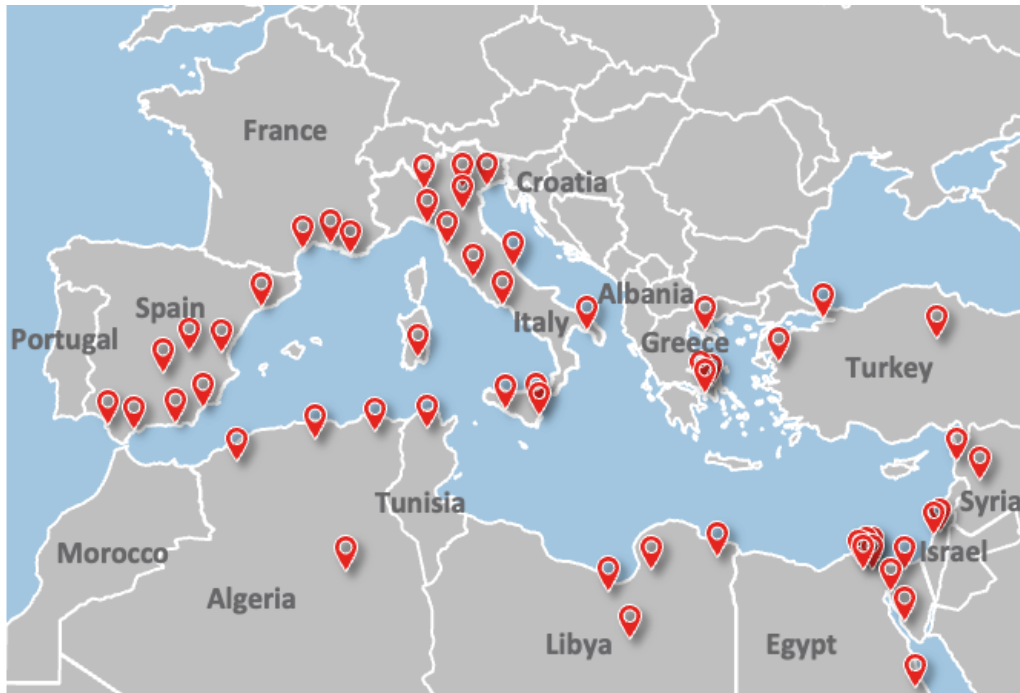 France
Croatia
Spain
Albania
Portugal
Italy
Greece
Turkey
Tunisia
Syria
Morocco
Israel
Algeria
Libya
Egypt